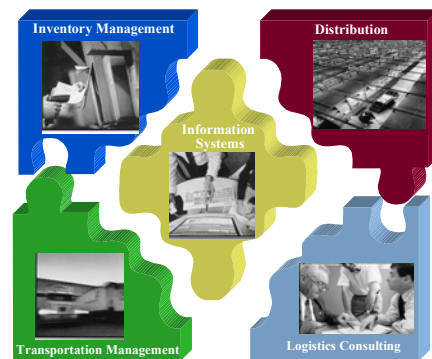 Inventory Management
Distribution
Information
Systems
Transportation Management
Logistics Consulting